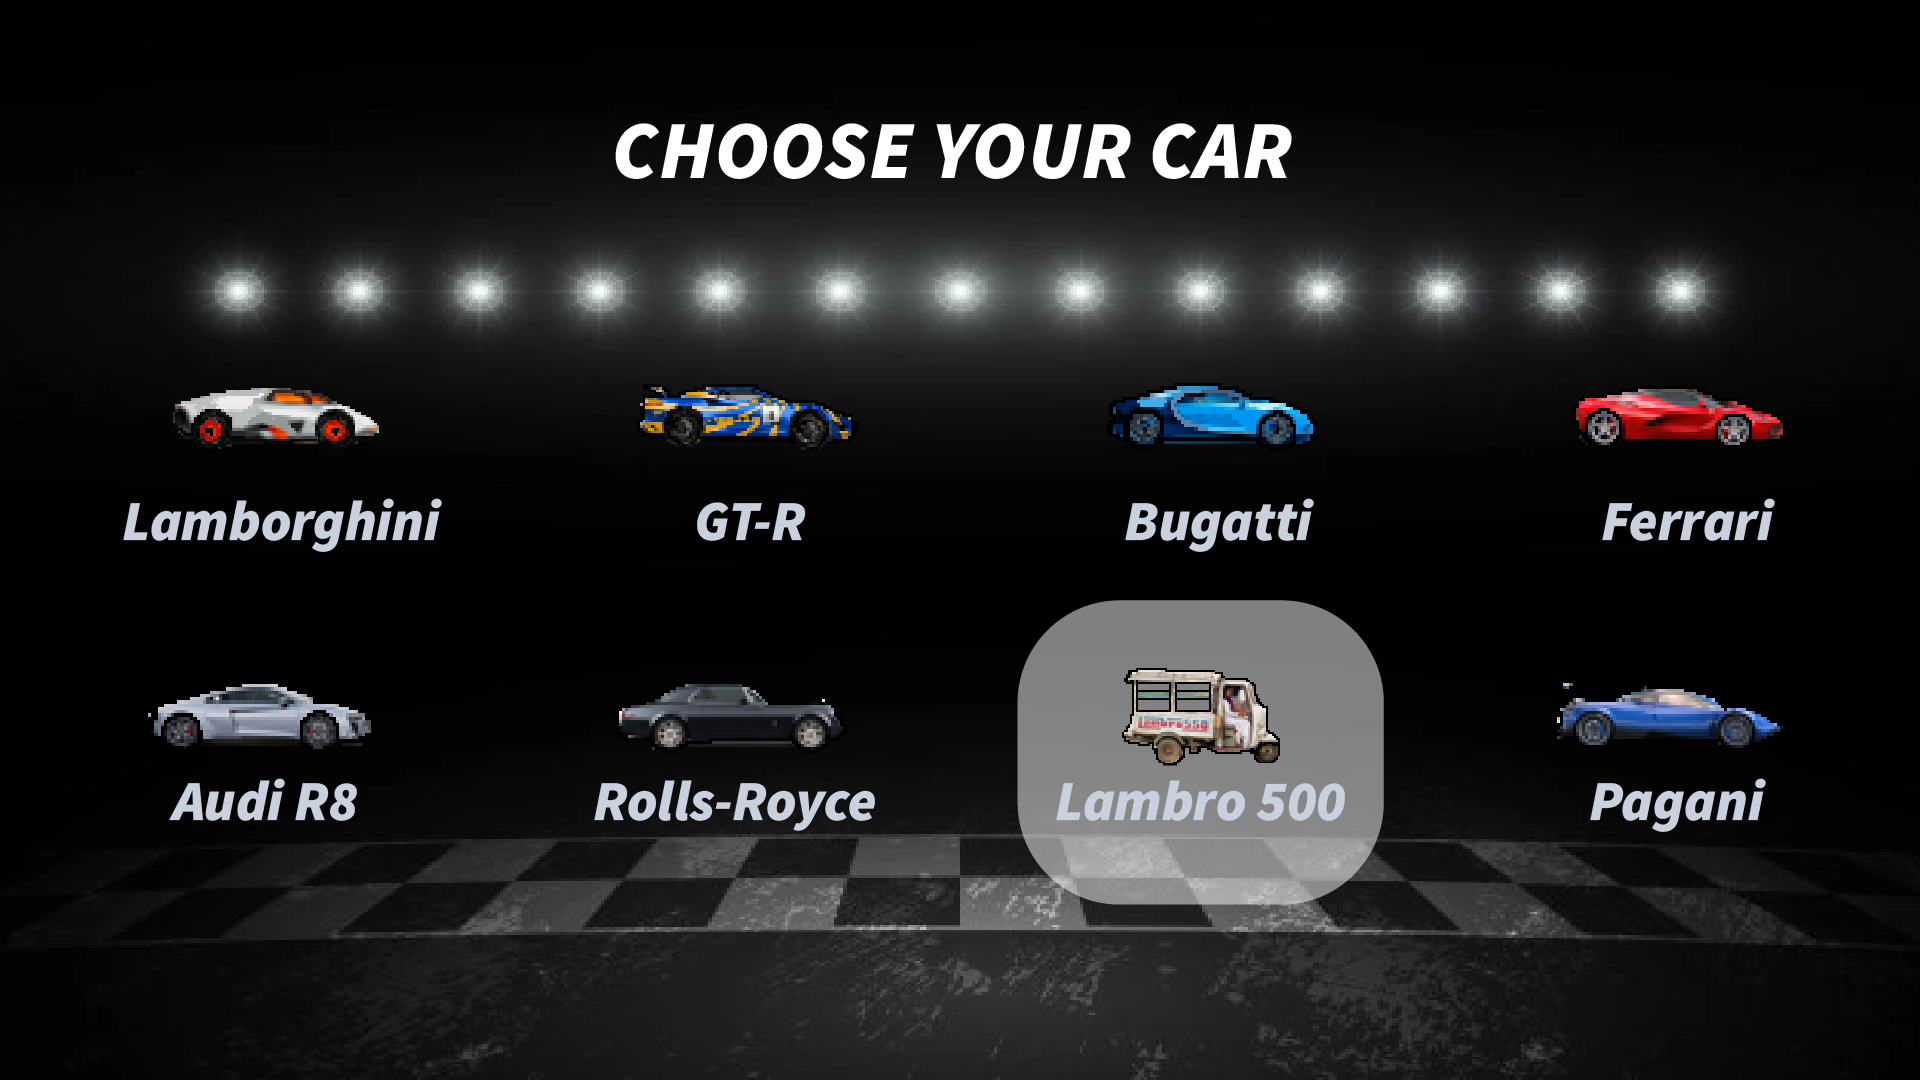 CHOOSE YOUR CAR
Lamborghini
GT-R
Bugatti
Ferrari
Audi R8
Rolls-Royce
Lambro 500
Pagani